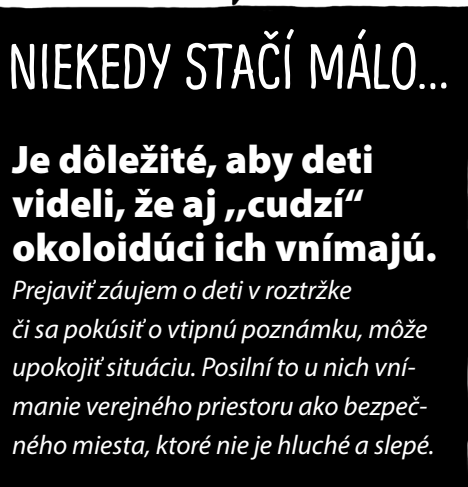 NIEKEDY STAČÍ MÁLO...
Je dôležité, aby deti
videli, že aj ,,cudzí“
okoloidúci ich vnímajú.
Prejaviť záujem o deti v roztržke
či sa pokúsiť o vtipnú poznámku, môže
upokojiť situáciu. Posilní to u nich vní-
manie verejného priestoru ako bezpeč-
ného miesta, ktoré nie je hluché a slepé.